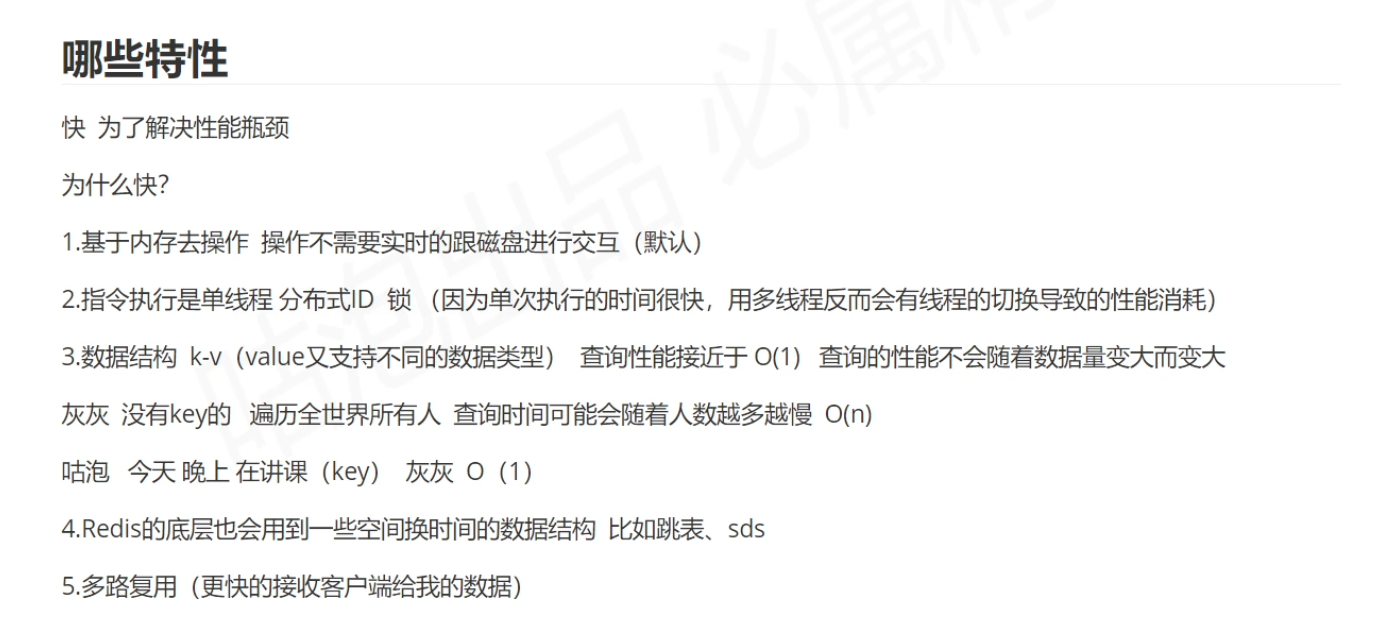 哪些特性
快 为了解决性能瓶颈
为什么快？
1.基于内存去操作 操作不需要实时的跟磁盘进行交互（默认）
2.指令执行是单线程 分布式ID 锁 （因为单次执行的时间很快，用多线程反而会有线程的切换导致的性能消耗）
3.数据结构 k-v（value又支持不同的数据类型） 查询性能接近于 O(1) 查询的性能不会随着数据量变大而变大
灰灰 没有key的 遍历全世界所有人 查询时间可能会随着人数越多越慢 O(n)
咕泡 今天 晚上 在讲课（key） 灰灰 O（1）
4.Redis的底层也会用到一些空间换时间的数据结构 比如跳表、sds
5.多路复用（更快的接收客户端给我的数据）
咕泡出品 必属精